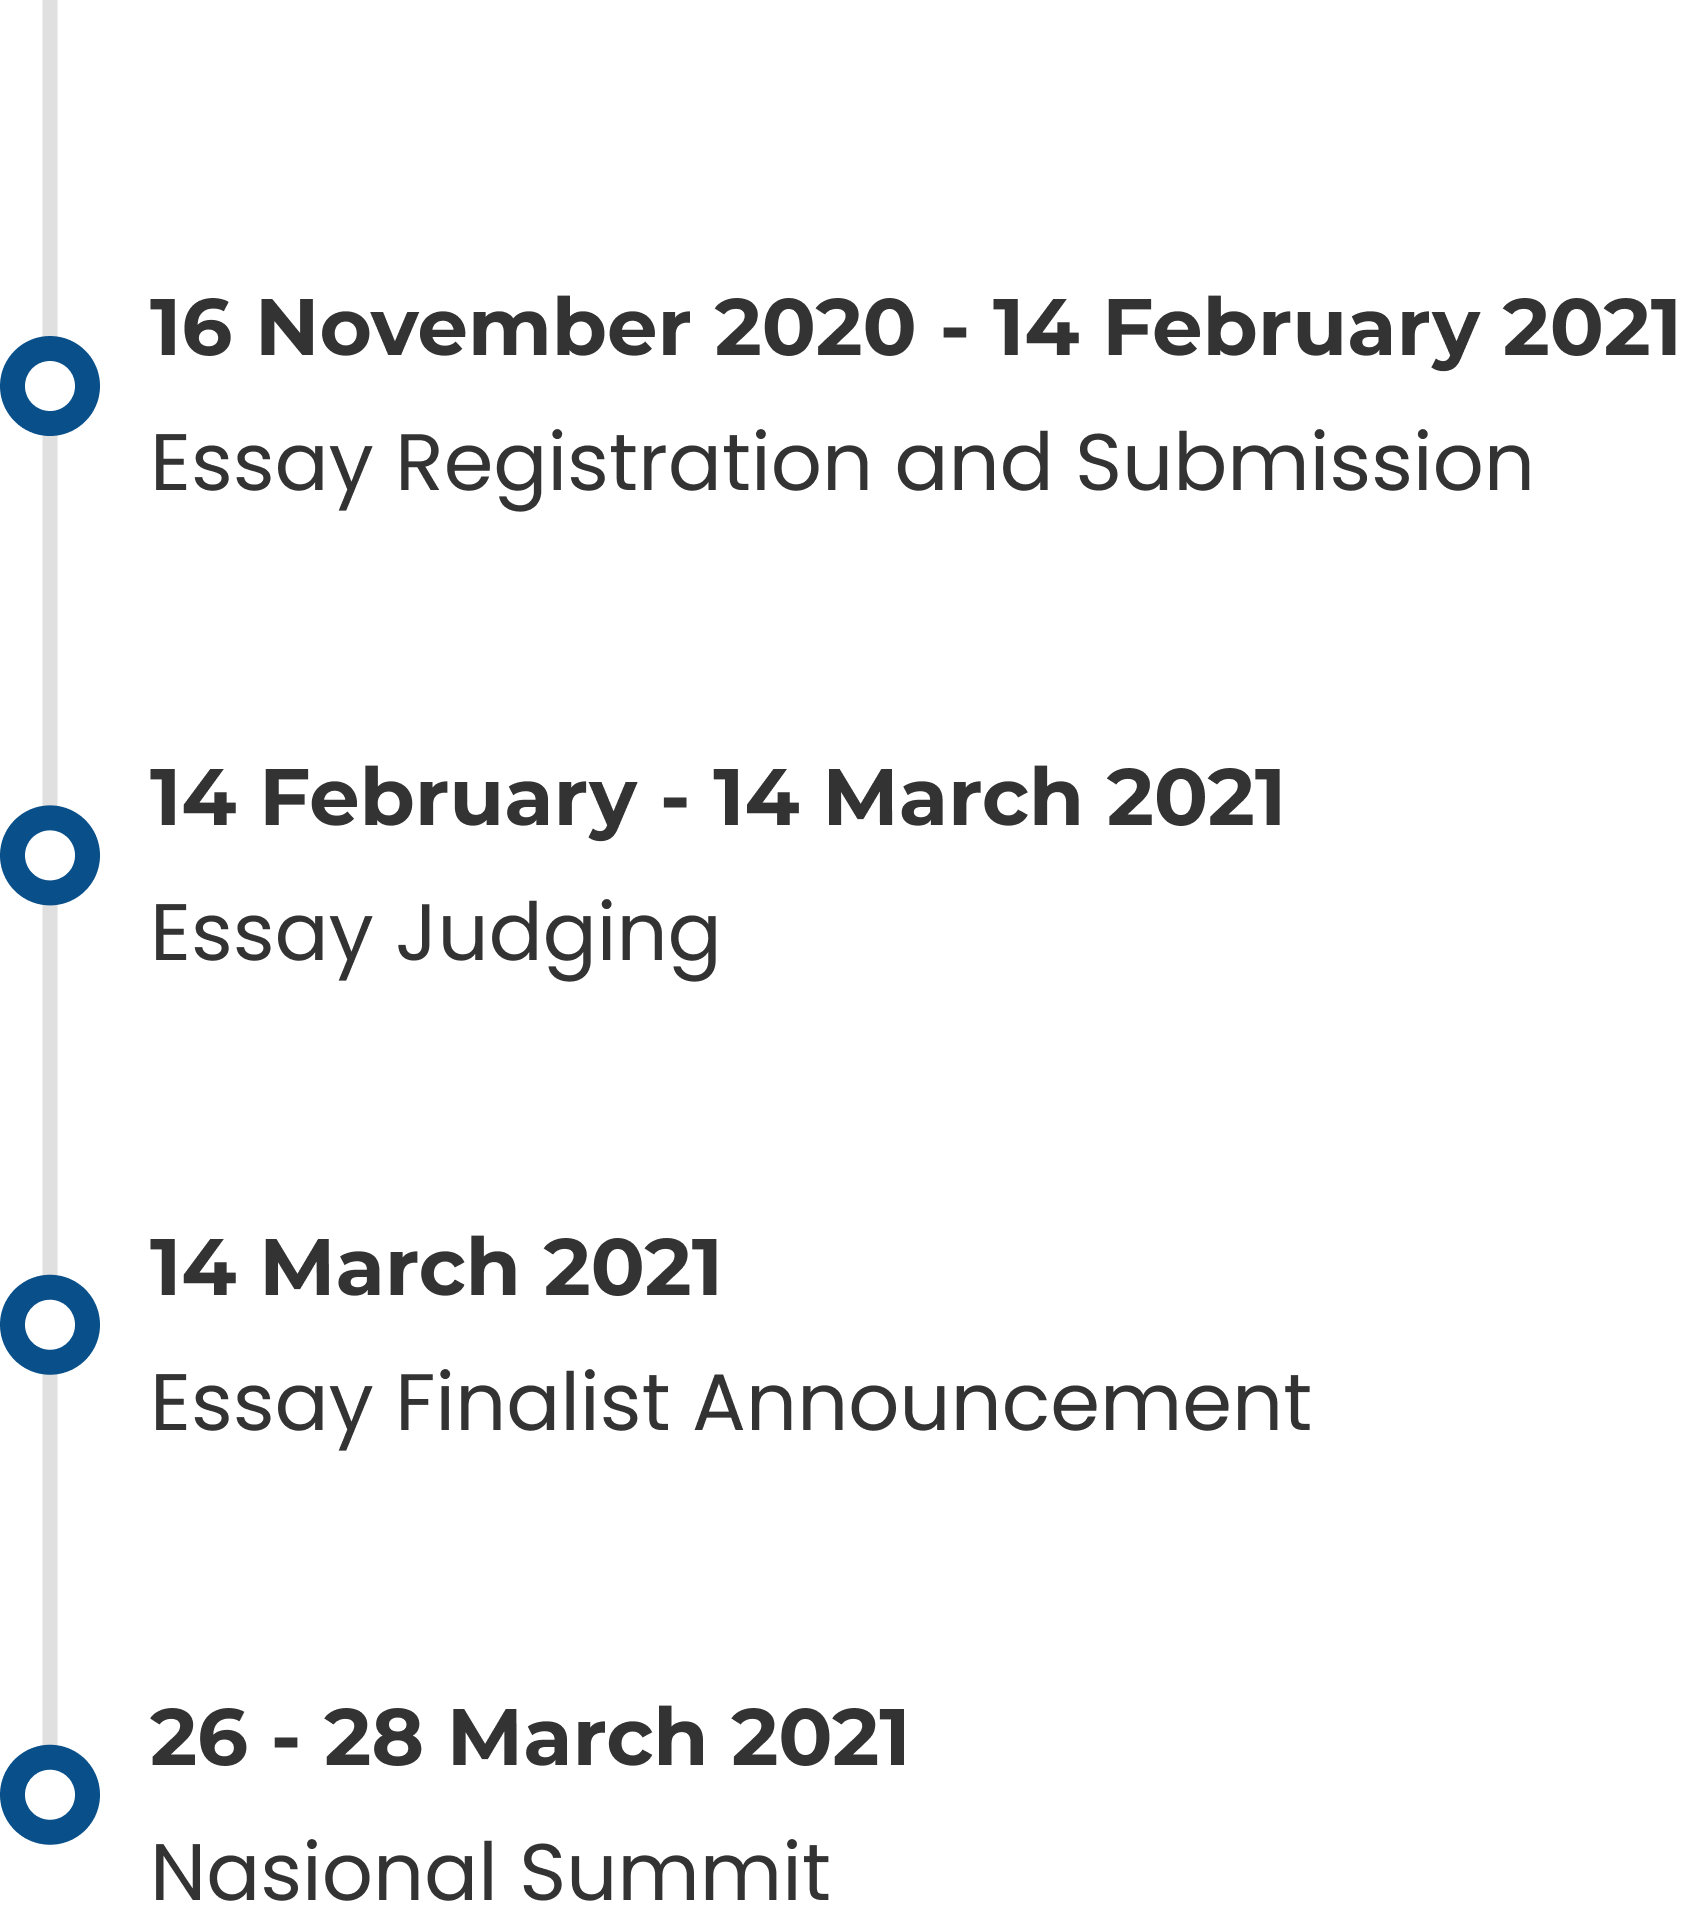 16 November 2020 - 14 February 2021
Essay Registration and Submission
14 February - 14 March 2021
Essay Judging
14 March 2021
Essay Finalist Announcement
26 - 28 March 2021
Nasional Summit